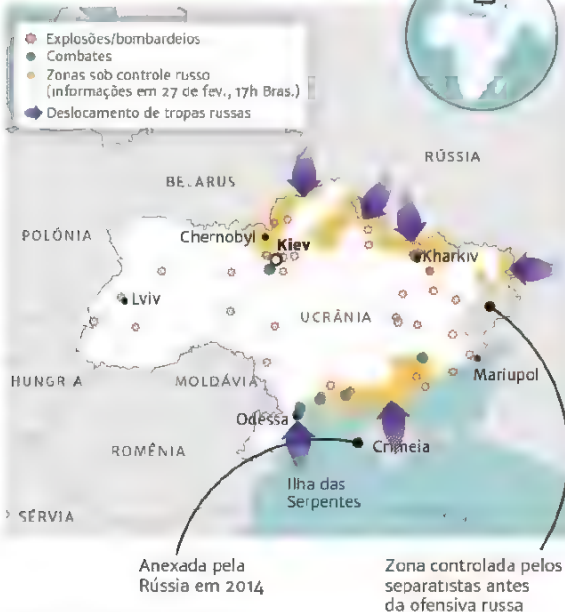 Explosões/bombardeios
Combates
Zonas sob controle russo
(informações em 27 de fev., 17h Bras.)
Deslocamento de tropas russas
RÚSSIA
BELARUS
POLÓNIA
Chernobyl
Kiev
Kharkiv
Lviv
UCRÂNIA
HUNGRIA
MOLDÁVIA
Mariupol
Odessa
ROMÊNIA
Crimeia
Ilha das
Serpentes
SÉRVIA
Anexada pela
Rússia em 2014
Zona controlada pelos
separatistas antes
da ofensiva russa